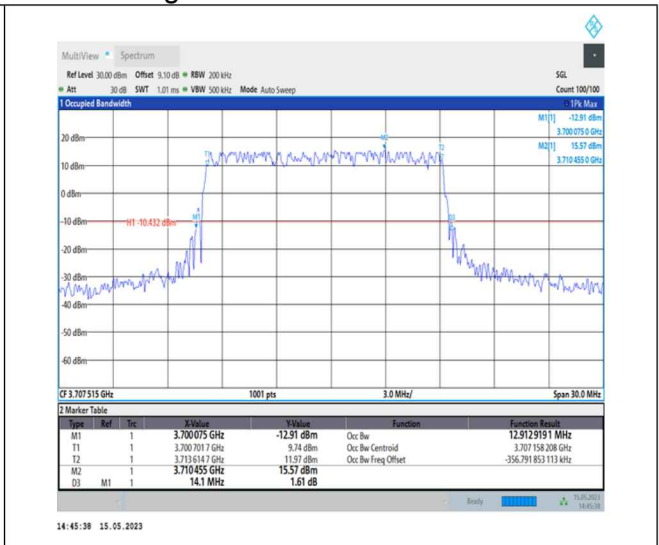 MultiView Spectrum
Ref Level 30.00 dBm Offset 9.10 dB RBW 200 kHz SGL
Att 30 dB SWT 1.01 ms VBW 500 kHz Mode Auto Sweep Count 100/100
1 Occupied Bandwidth 1Pk Max
M1[1] -12.91 dBm
3.700 075 0 GHz
M2[1] 15.57 dBm
3.710 455 0 GHz
20 dBm
M2
T1
T2
10 dBm
0 dBm
-10 dBm
H1 -10.432 dBm
M1
D3
-20 dBm
-30 dBm
-40 dBm
-50 dBm
-60 dBm
CF 3.707 515 GHz 1001 pts 3.0 MHz/ Span 30.0 MHz
2 Marker Table
Type Ref Trc X-Value Y-Value Function Function Result
M1 1 3.700075 GHz -12.91 dBm Occ Bw 12.9129191 MHz
T1 1 3.700 701 7 GHz 9.74 dBm Occ Bw Centroid 3.707 158 208 GHz
T2 1 3.713 614 7 GHz 11.97 dBm Occ Bw Freq Offset -356.791 853 113 kHz
M2 1 3.710455 GHz 15.57 dBm
D3 M1 1 14.1 MHz 1.61 dB
Ready 15.05.2023
14:45:38
14:45:38 15.05.2023